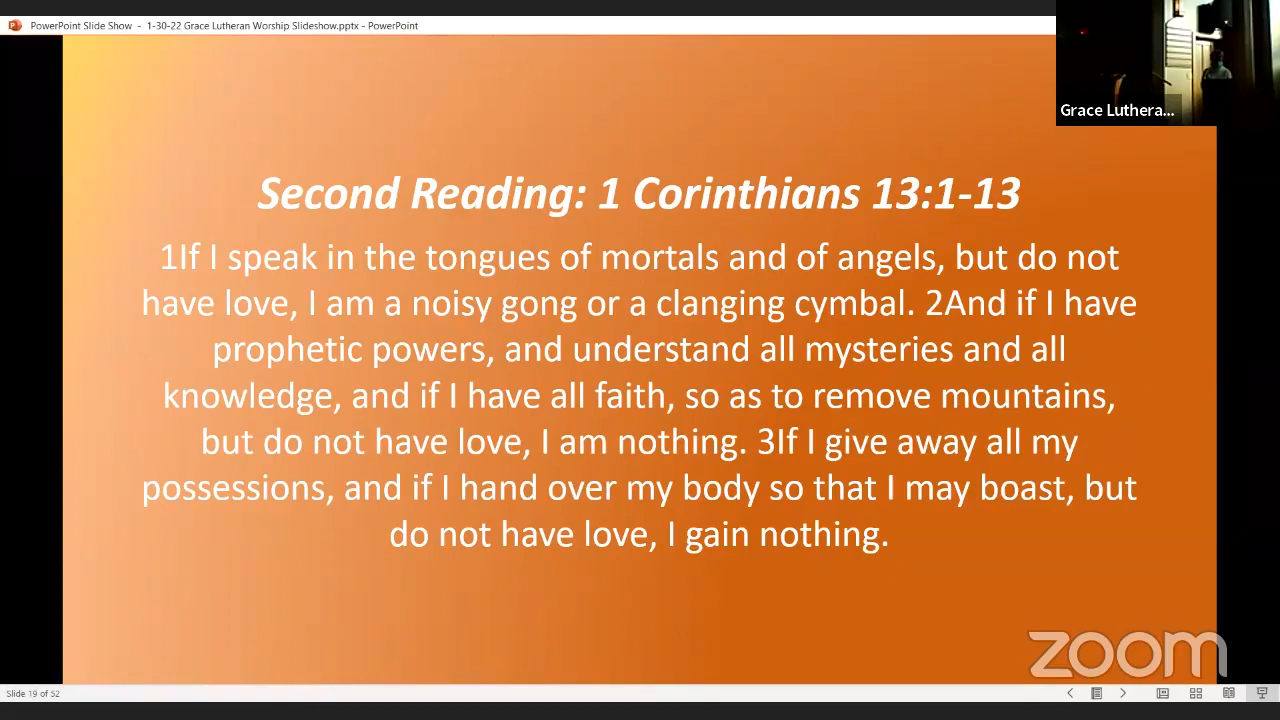 PowerPoint Slide Show - 1-30-22 Grace Lutheran Worship Slideshow.pptx - PowerPoint
Grace Luthera...
Second Reading: 1 Corinthians 13:1-13
1If I speak in the tongues of mortals and of angels, but do not
have love, I am a noisy gong or a clanging cymbal. 2And if I have
prophetic powers, and understand all mysteries and all
knowledge, and if I have all faith, so as to remove mountains,
but do not have love, I am nothing. 3If I give away all my
possessions, and if I hand over my body so that I may boast, but
do not have love, I gain nothing.
zoom
Slide 19 of 52